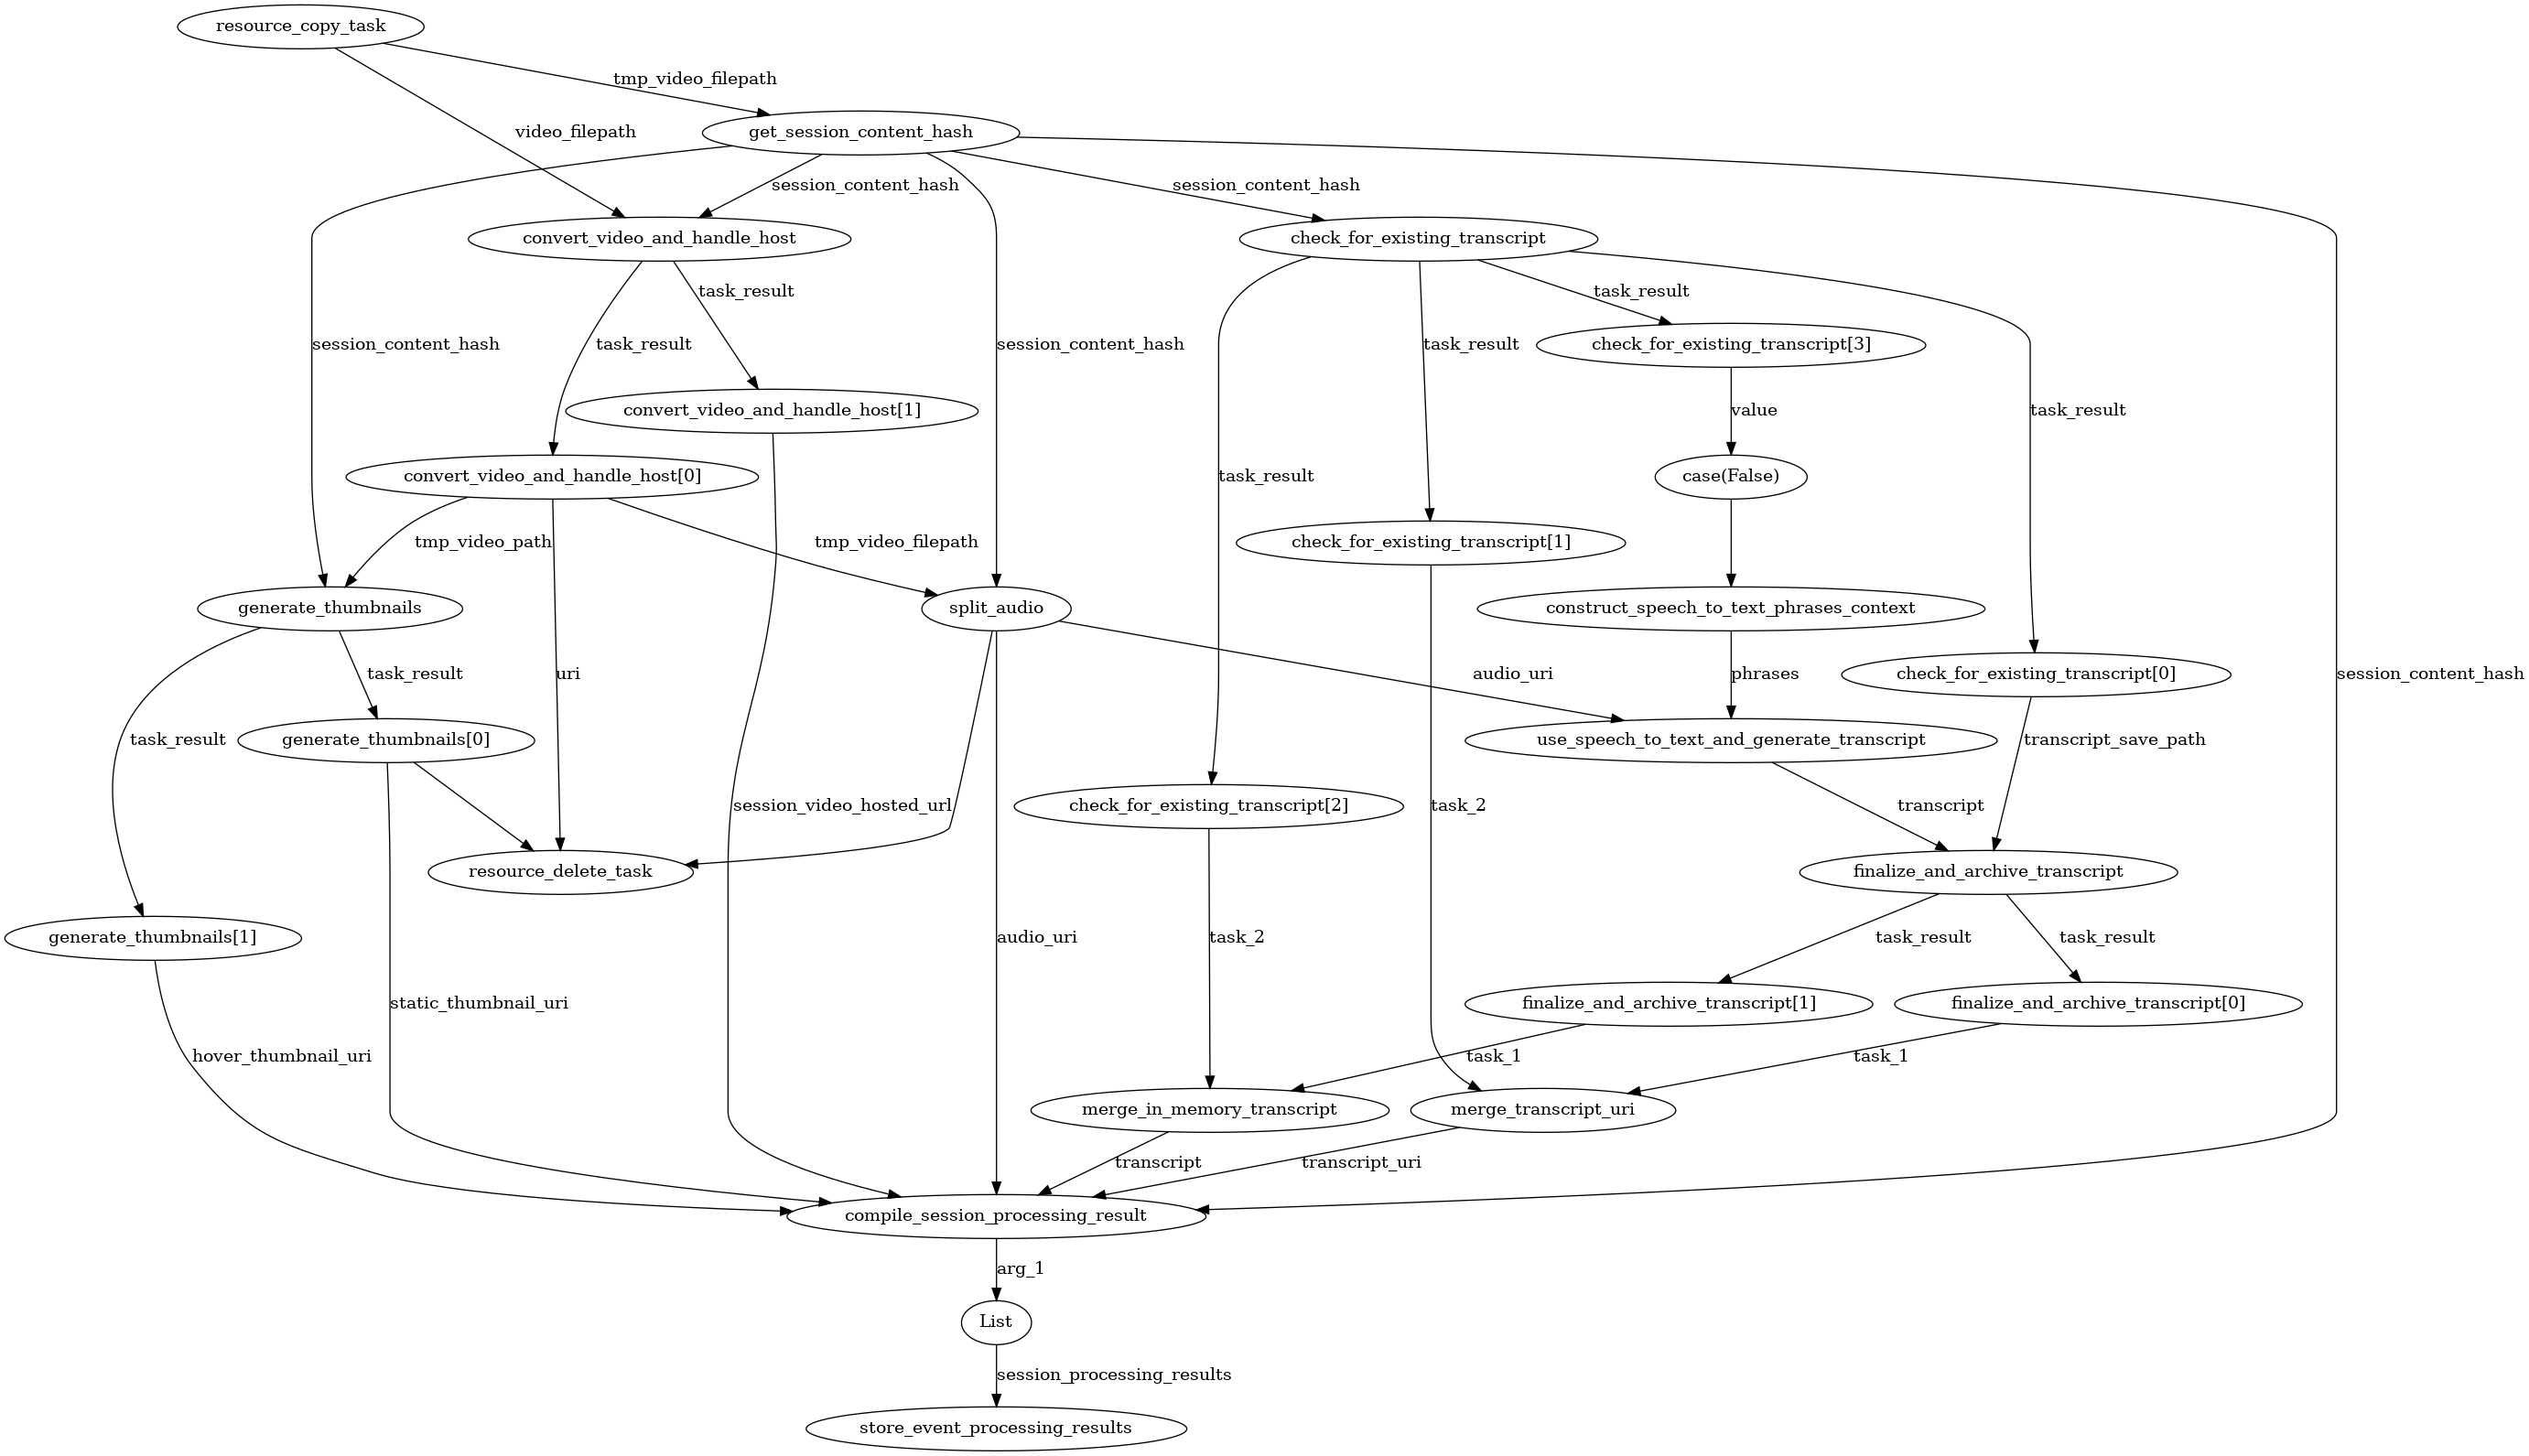 resource_copy_task
tmp_video_filepath
video_filepath
get_session_content_hash
session_content_hash
session_content_hash
convert_video_and_handle_host
check_for_existing_transcript
task_result
task_result
session_content_hash
task_result
session_content_hash
task_result
check_for_existing_transcript[3]
convert_video_and_handle_host[1]
value
task_result
convert_video_and_handle_host[0]
task_result
case(False)
tmp_video_path
tmp_video_filepath
check_for_existing_transcript[1]
generate_thumbnails
split_audio
construct_speech_to_text_phrases_context
task_result
uri
audio_uri
phrases
check_for_existing_transcript[0]
session_content_hash
task_result
generate_thumbnails[0]
use_speech_to_text_and_generate_transcript
transcript_save_path
session_video_hosted_url
check_for_existing_transcript[2]
task_2
transcript
resource_delete_task
finalize_and_archive_transcript
generate_thumbnails[1]
audio_uri
task_2
task_result
task_result
static_thumbnail_uri
finalize_and_archive_transcript[1]
finalize_and_archive_transcript[0]
hover_thumbnail_uri
task_1
task_1
merge_in_memory_transcript
merge_transcript_uri
transcript
transcript_uri
compile_session_processing_result
arg_1
List
session_processing_results
store_event_processing_results